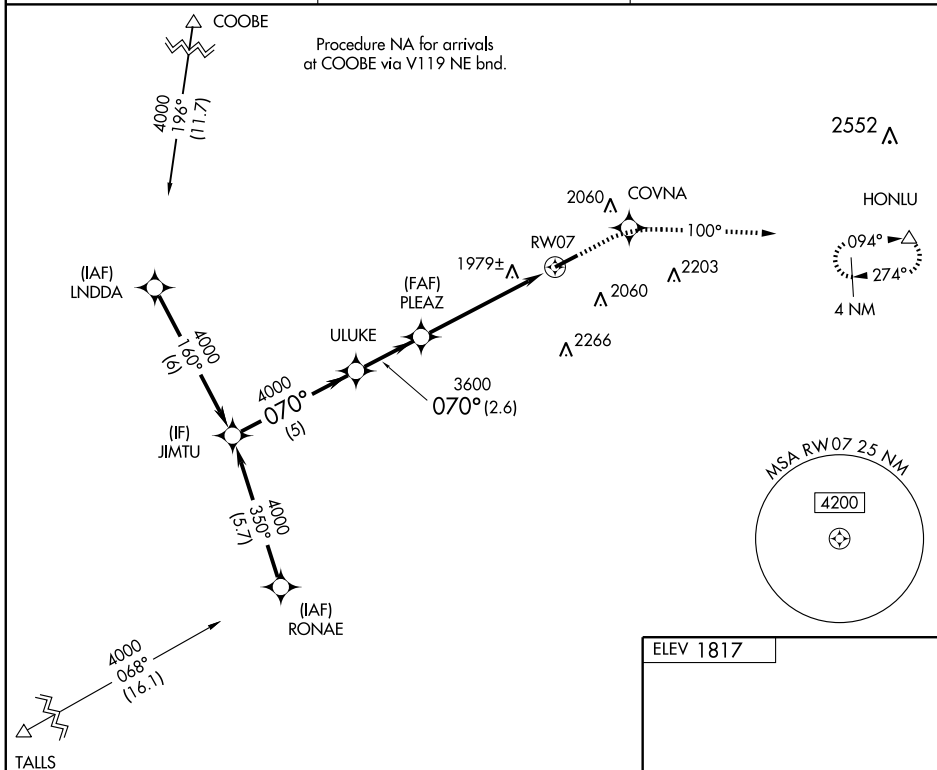 COOBE
Procedure NA for arrivals
at COOBE via V119 NE bnd.
4000
196°
(11.7)
2552
HONLU
094°
274°
4 NM
2060
COVNA
100°
RW07
1979±
2203
2060
2266
(FAF)
PLEAZ
ULUKE
(IAF)
LNDDA
4000
160°
(6)
4000
070°
(5)
3600
070° (2.6)
(IF)
JIMTU
4000
350°
(5.7)
(IAF)
RONAE
MSA RW07 25 NM
4200
4000
068°
(16.1)
TALLS
ELEV 1817